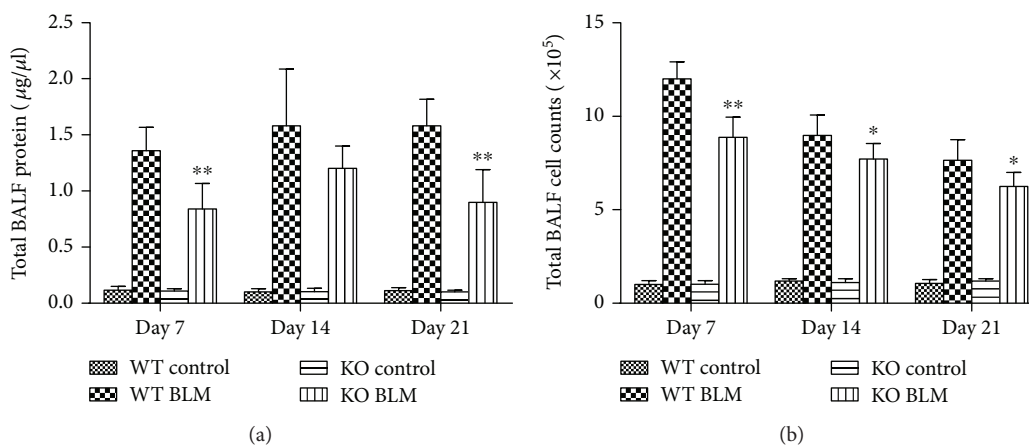 Total BALF protein (μg/μl)
2.5
2.0
1.5
1.0
0.5
0.0
**
**
Day 7
Day 14
Day 21
WT control
KO control
WT BLM
KO BLM
(a)
Total BALF cell counts (×10⁵)
15
10
5
0
**
*
*
Day 7
Day 14
Day 21
WT control
KO control
WT BLM
KO BLM
(b)